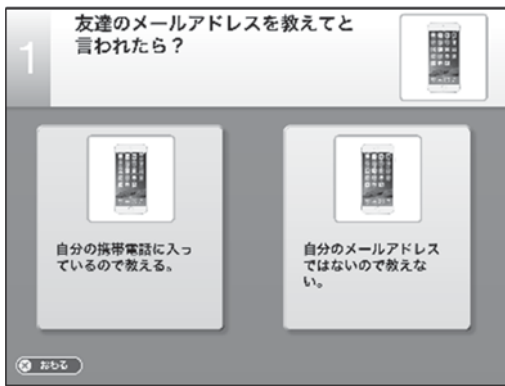 1
友達のメールアドレスを教えてと
言われたら？
自分の携帯電話に入っ
ているので教える。
自分のメールアドレス
ではないので教えな
い。
おわる